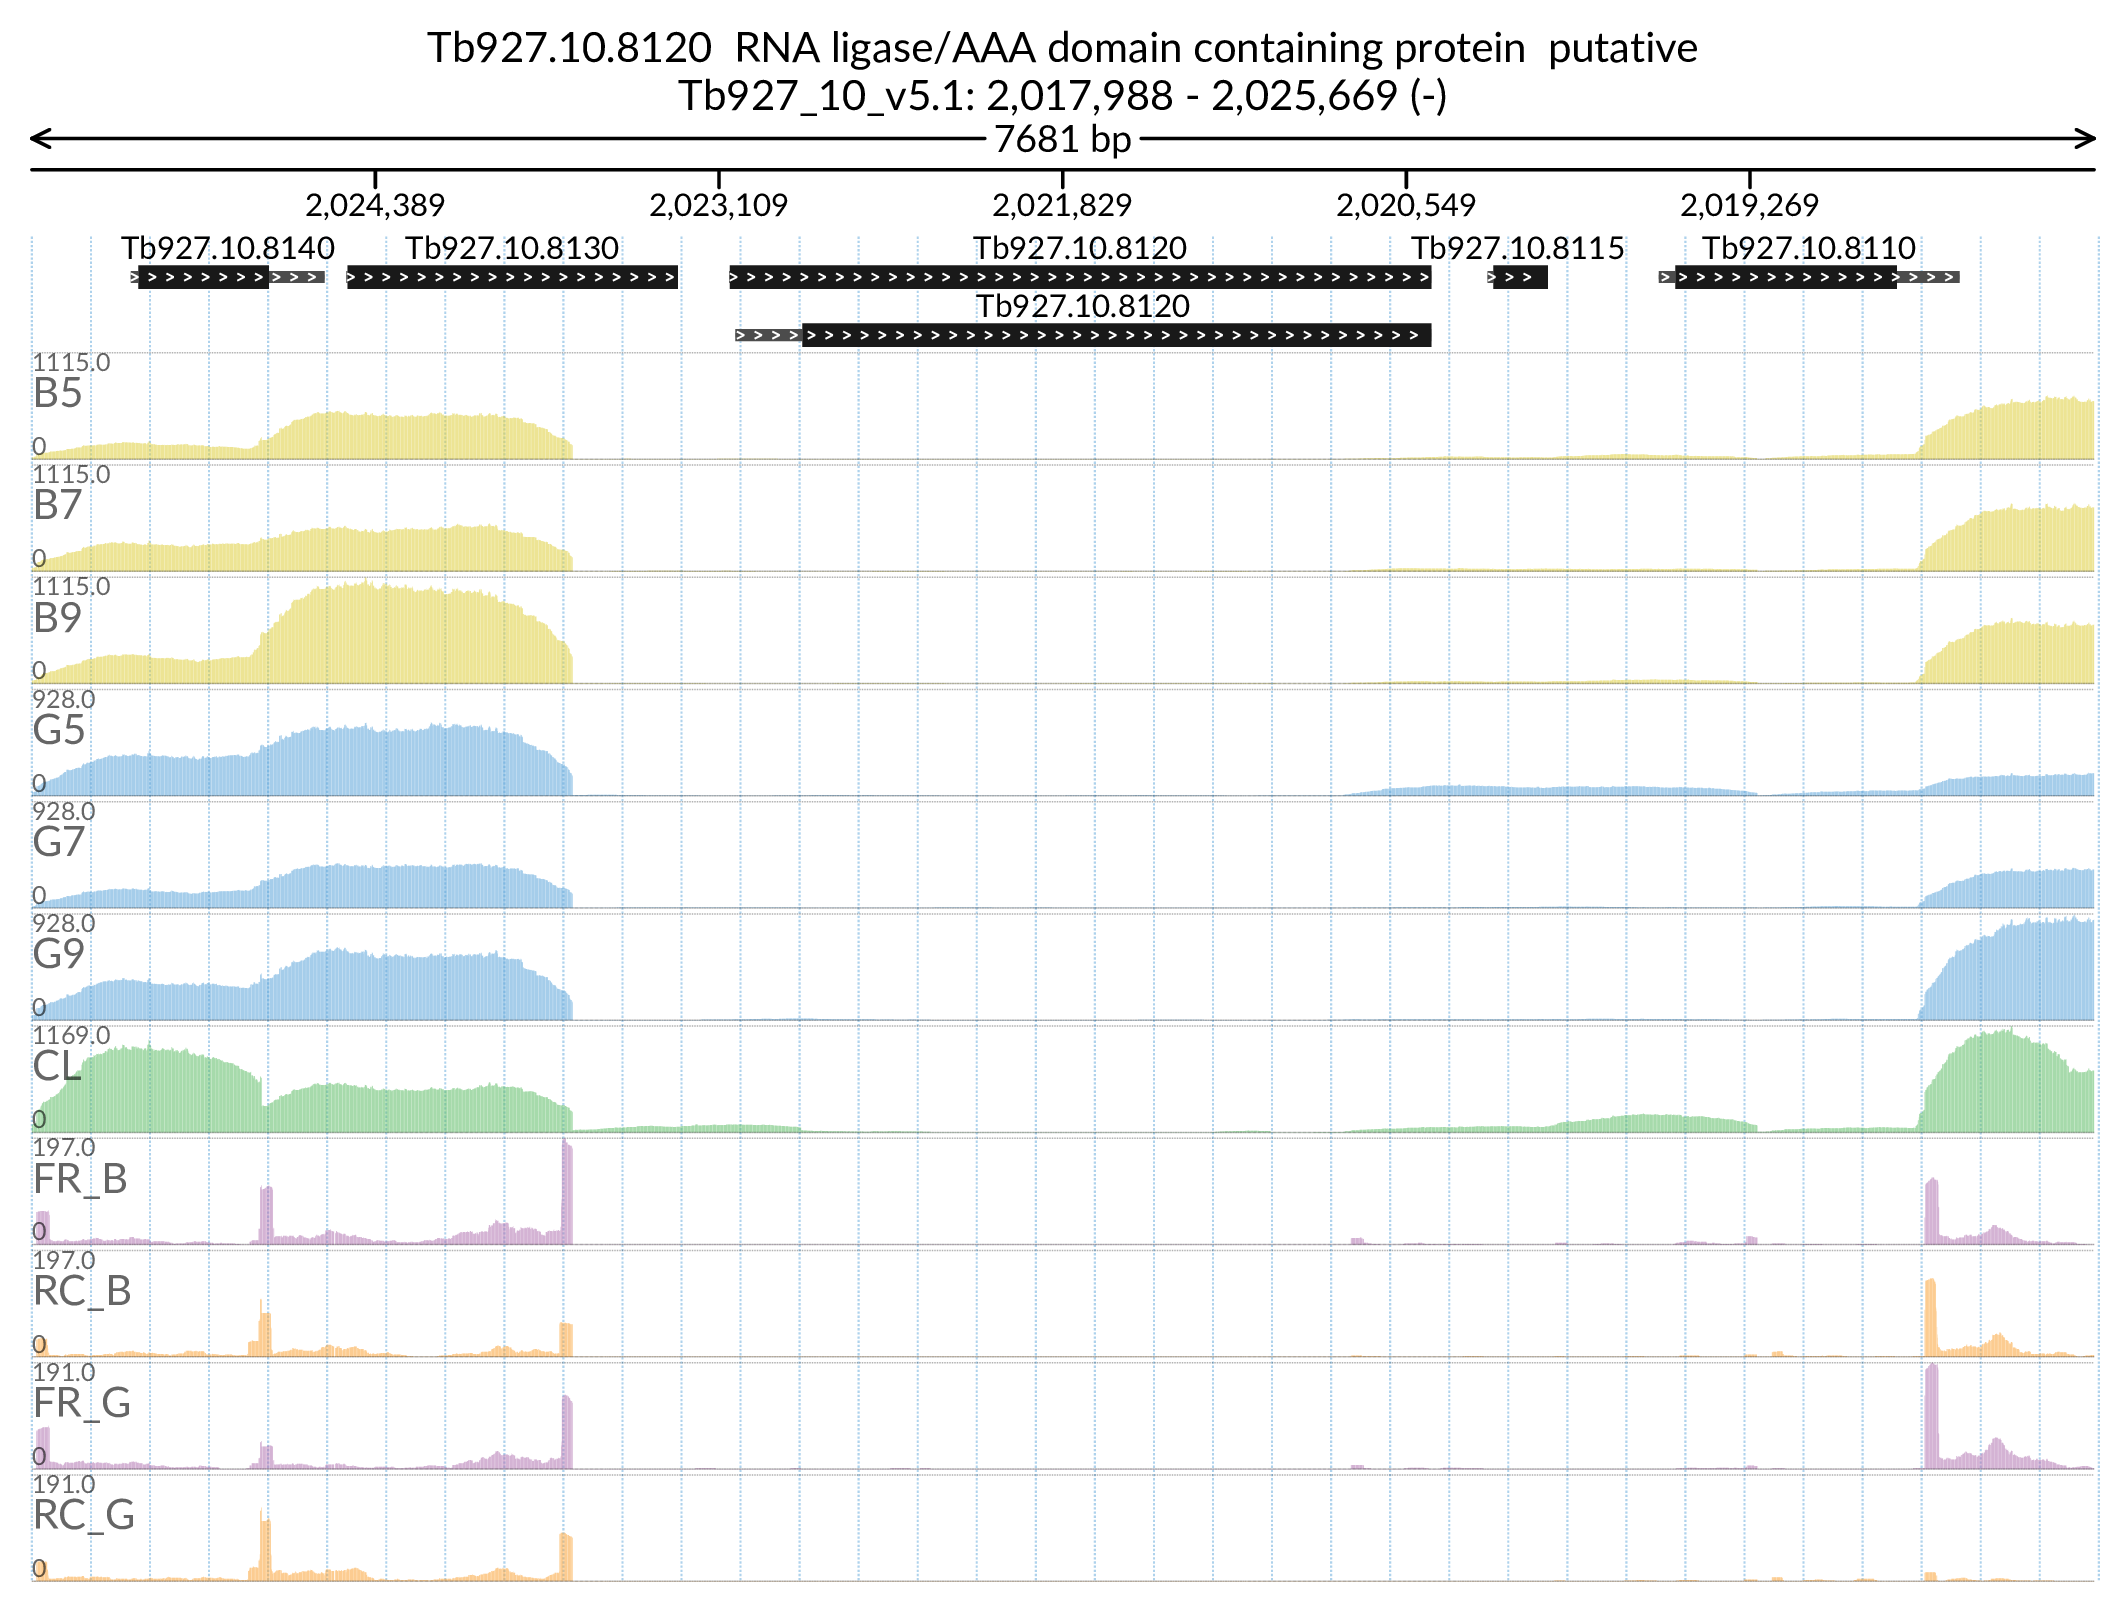 Tb927.10.8120  RNA ligase/AAA domain containing protein  putative
Tb927_10_v5.1: 2,017,988 - 2,025,669 (-)
7681 bp
2,024,389 2,023,109 2,021,829 2,020,549 2,019,269
Tb927.10.8140 Tb927.10.8130 Tb927.10.8120 Tb927.10.8115 Tb927.10.8110
Tb927.10.8120
1115.0
B5
0
1115.0
B7
0
1115.0
B9
0
928.0
G5
0
928.0
G7
0
928.0
G9
0
1169.0
CL
0
197.0
FR_B
0
197.0
RC_B
0
191.0
FR_G
0
191.0
RC_G
0